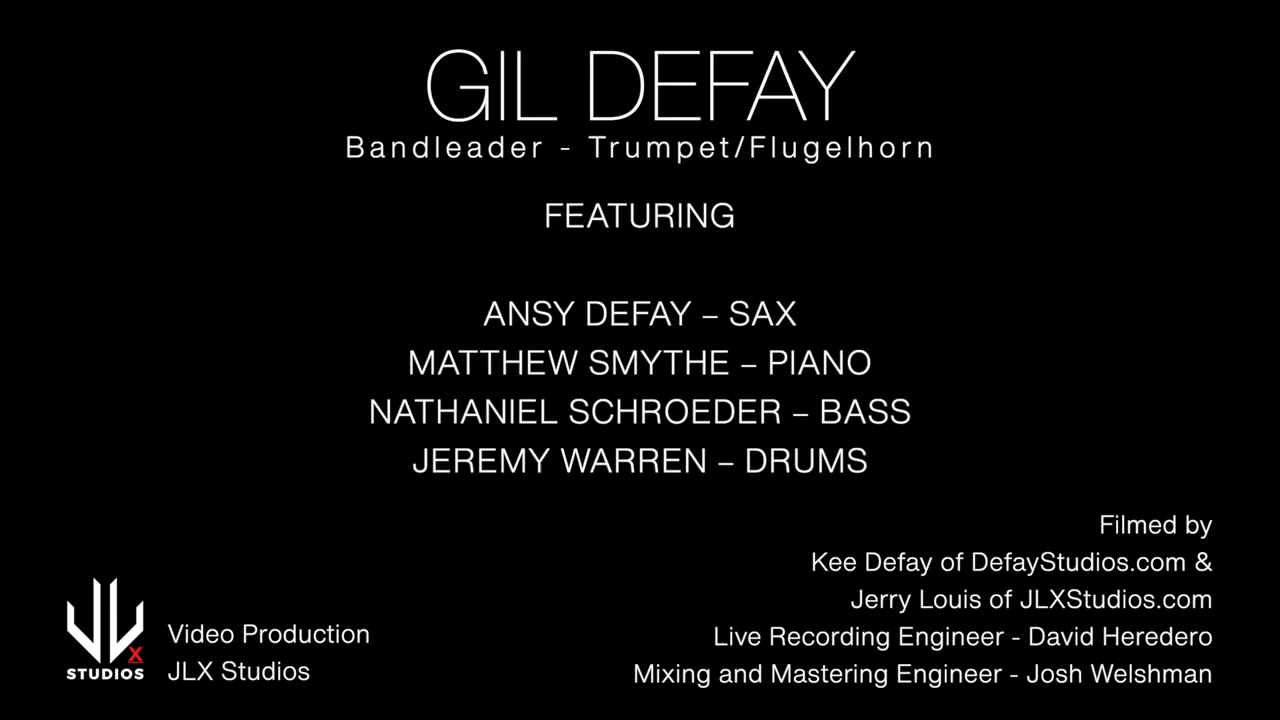 GIL DEFAY
Bandleader - Trumpet/Flugelhorn
FEATURING
ANSY DEFAY – SAX
MATTHEW SMYTHE – PIANO
NATHANIEL SCHROEDER – BASS
JEREMY WARREN – DRUMS
Filmed by
Kee Defay of DefayStudios.com &
Jerry Louis of JLXStudios.com
Live Recording Engineer - David Heredero
Mixing and Mastering Engineer - Josh Welshman
JLX
STUDIOS
Video Production
JLX Studios